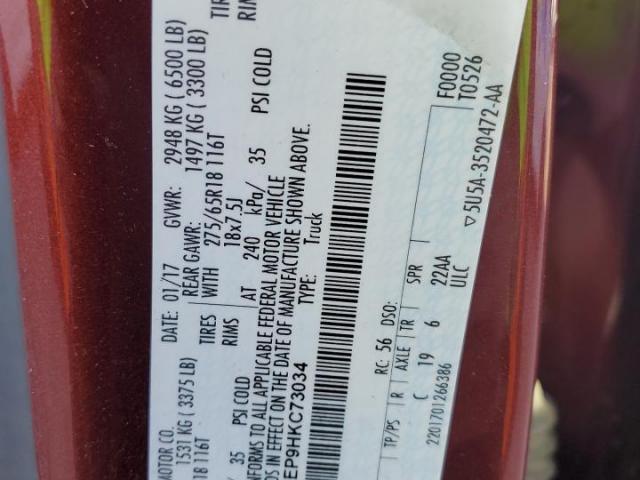 MOTOR CO.
DATE: 01/17 GVWR: 2948 KG ( 6500 LB)
1531 KG ( 3375 LB) REAR GAWR: 1497 KG ( 3300 LB)
18 116T TIRES WITH 275/65R18 116T
RIMS 18x7.5J
35 PSI COLD AT 240 kPa/ 35 PSI COLD
NFORMS TO ALL APPLICABLE FEDERAL MOTOR VEHICLE
DS IN EFFECT ON THE DATE OF MANUFACTURE SHOWN ABOVE.
EP9HKC73034 TYPE: Truck
F0000
T0526
RC: 56 DSO:
TP/PS R AXLE TR SPR
C 19 6 22AA
ULC
2201701266386
▽5U5A-3520472-AA